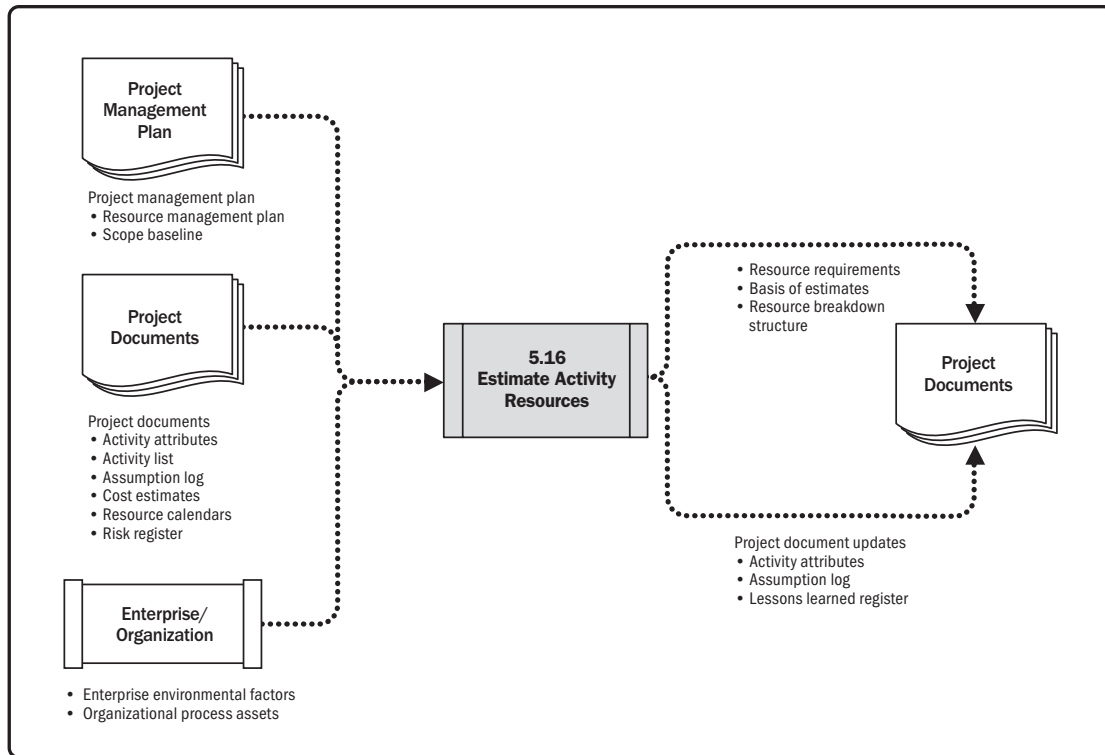 Project
Management
Plan
Project management plan
• Resource management plan
• Scope baseline
Project
Documents
Project documents
• Activity attributes
• Activity list
• Assumption log
• Cost estimates
• Resource calendars
• Risk register
Enterprise/
Organization
• Enterprise environmental factors
• Organizational process assets
5.16
Estimate Activity
Resources
• Resource requirements
• Basis of estimates
• Resource breakdown
structure
Project
Documents
Project document updates
• Activity attributes
• Assumption log
• Lessons learned register